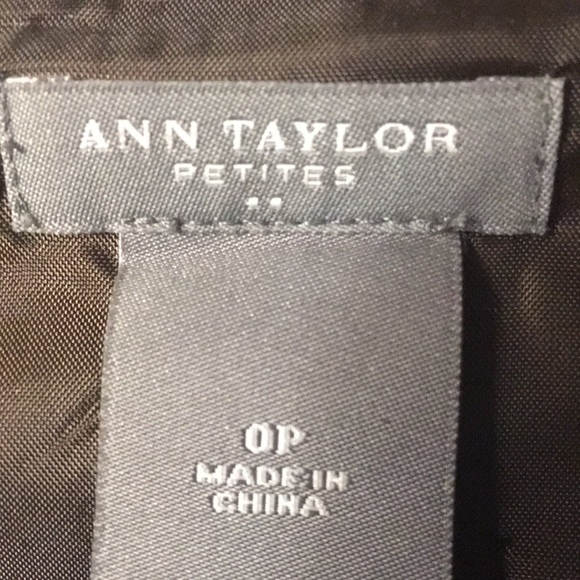 ANN TAYLOR
PETITES
0P
MADE IN
CHINA